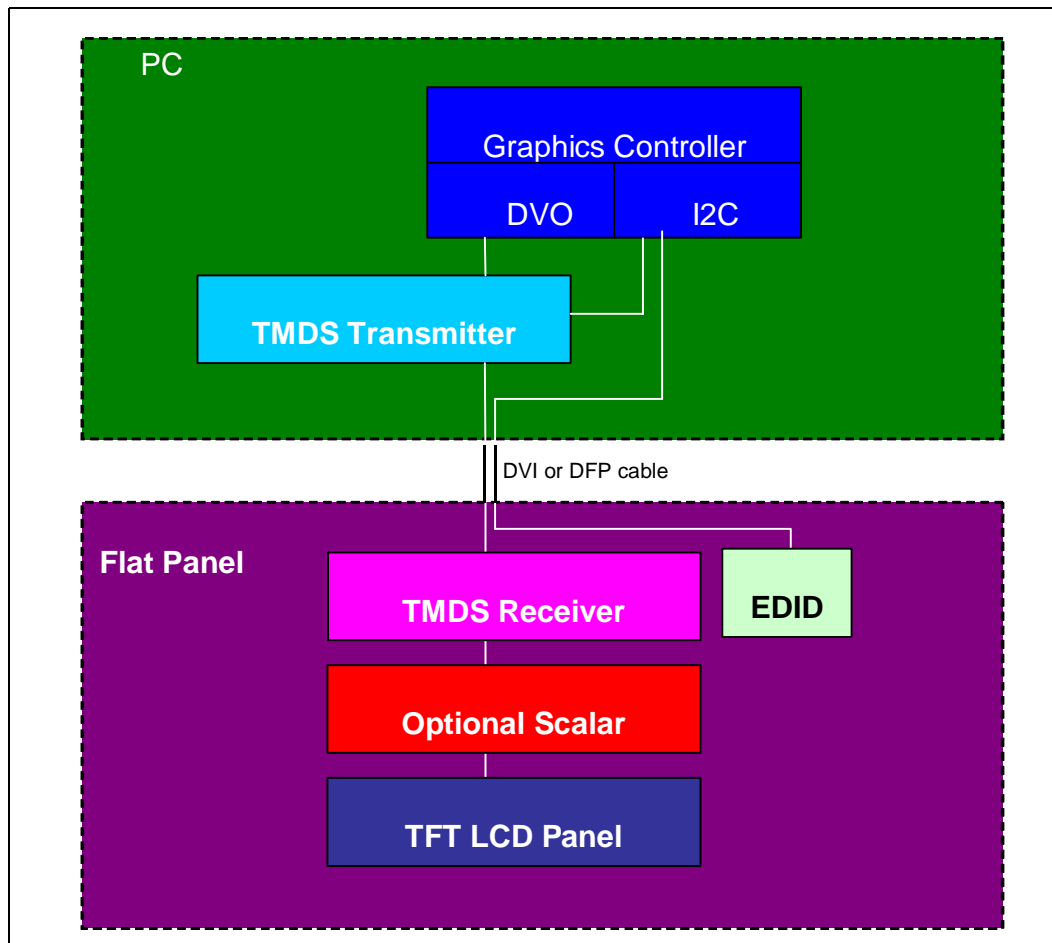 PC
Graphics Controller
DVO
I2C
TMDS Transmitter
DVI or DFP cable
Flat Panel
TMDS Receiver
EDID
Optional Scalar
TFT LCD Panel